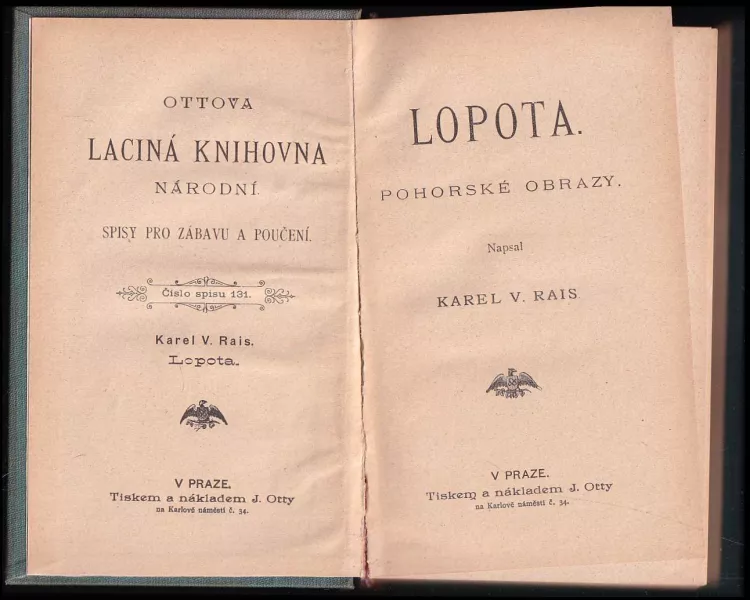 OTTOVA
LACINÁ KNIHOVNA
NÁRODNÍ.
SPISY PRO ZÁBAVU A POUČENÍ.
Číslo spisu 131.
Karel V. Rais.
Lopota.
V PRAZE.
Tiskem a nákladem J. Otty
na Karlově náměstí č. 34.
LOPOTA.
POHORSKÉ OBRAZY.
Napsal
KAREL V. RAIS.
V PRAZE.
Tiskem a nákladem J. Otty
na Karlově náměstí č. 34.